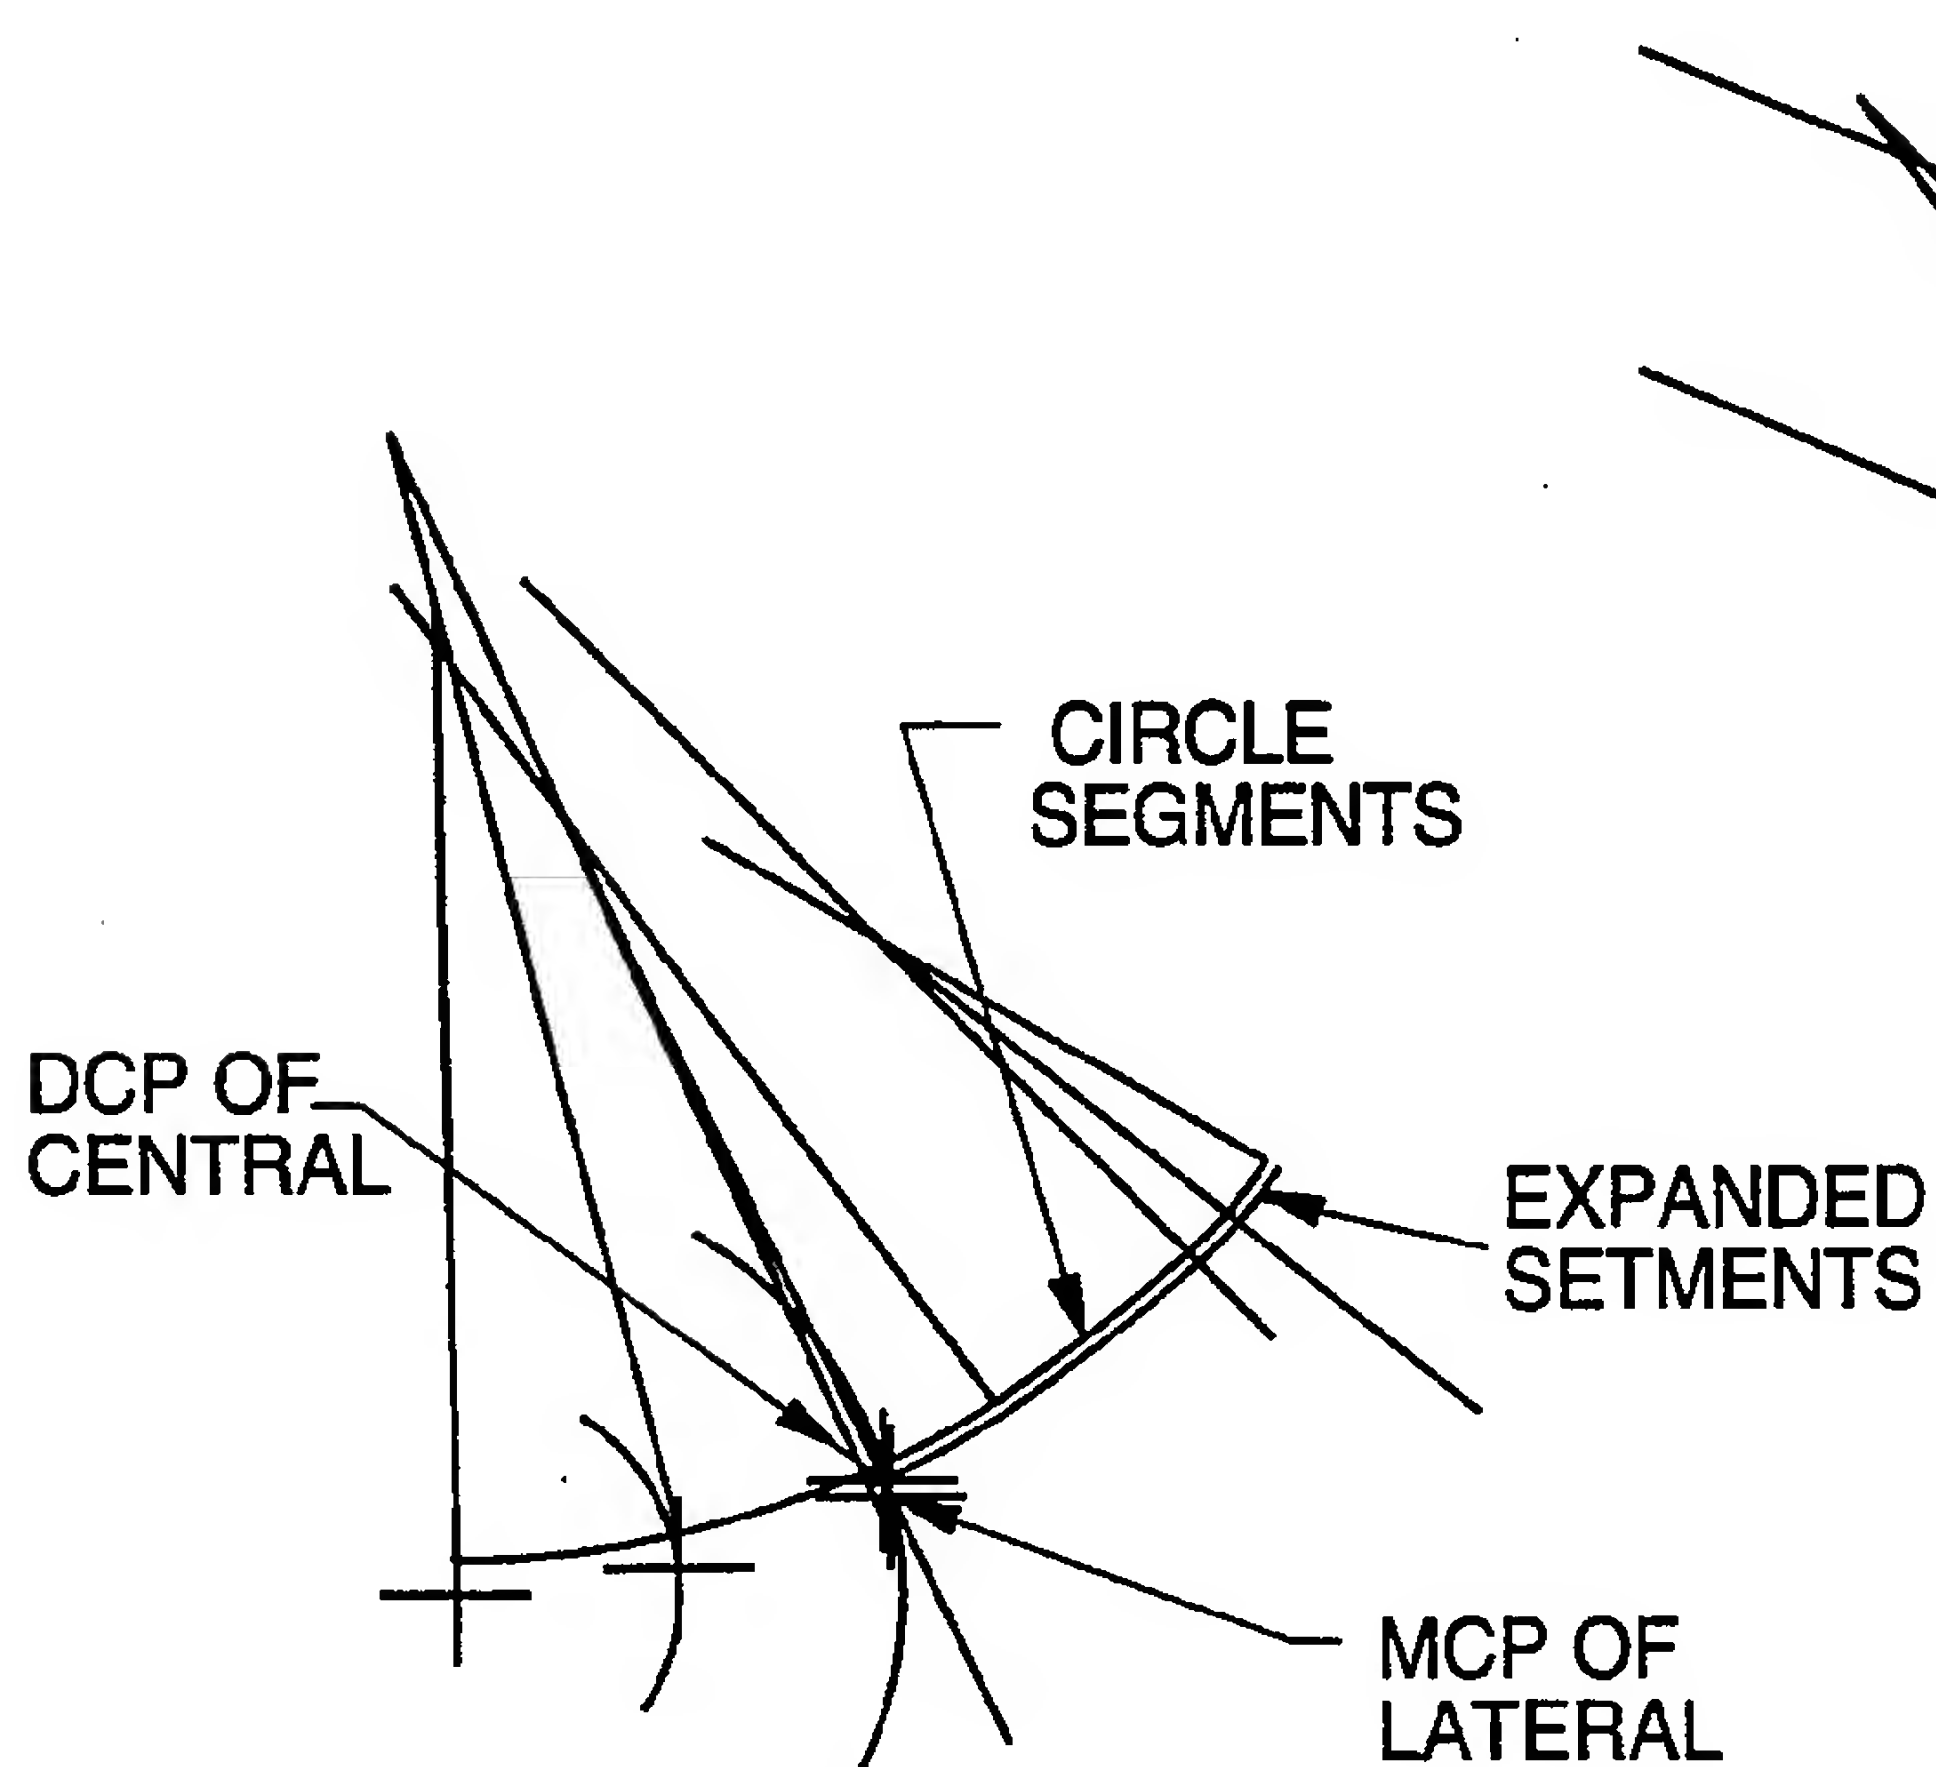 CIRCLE
SEGMENTS
DCP OF
CENTRAL
EXPANDED
SETMENTS
MCP OF
LATERAL